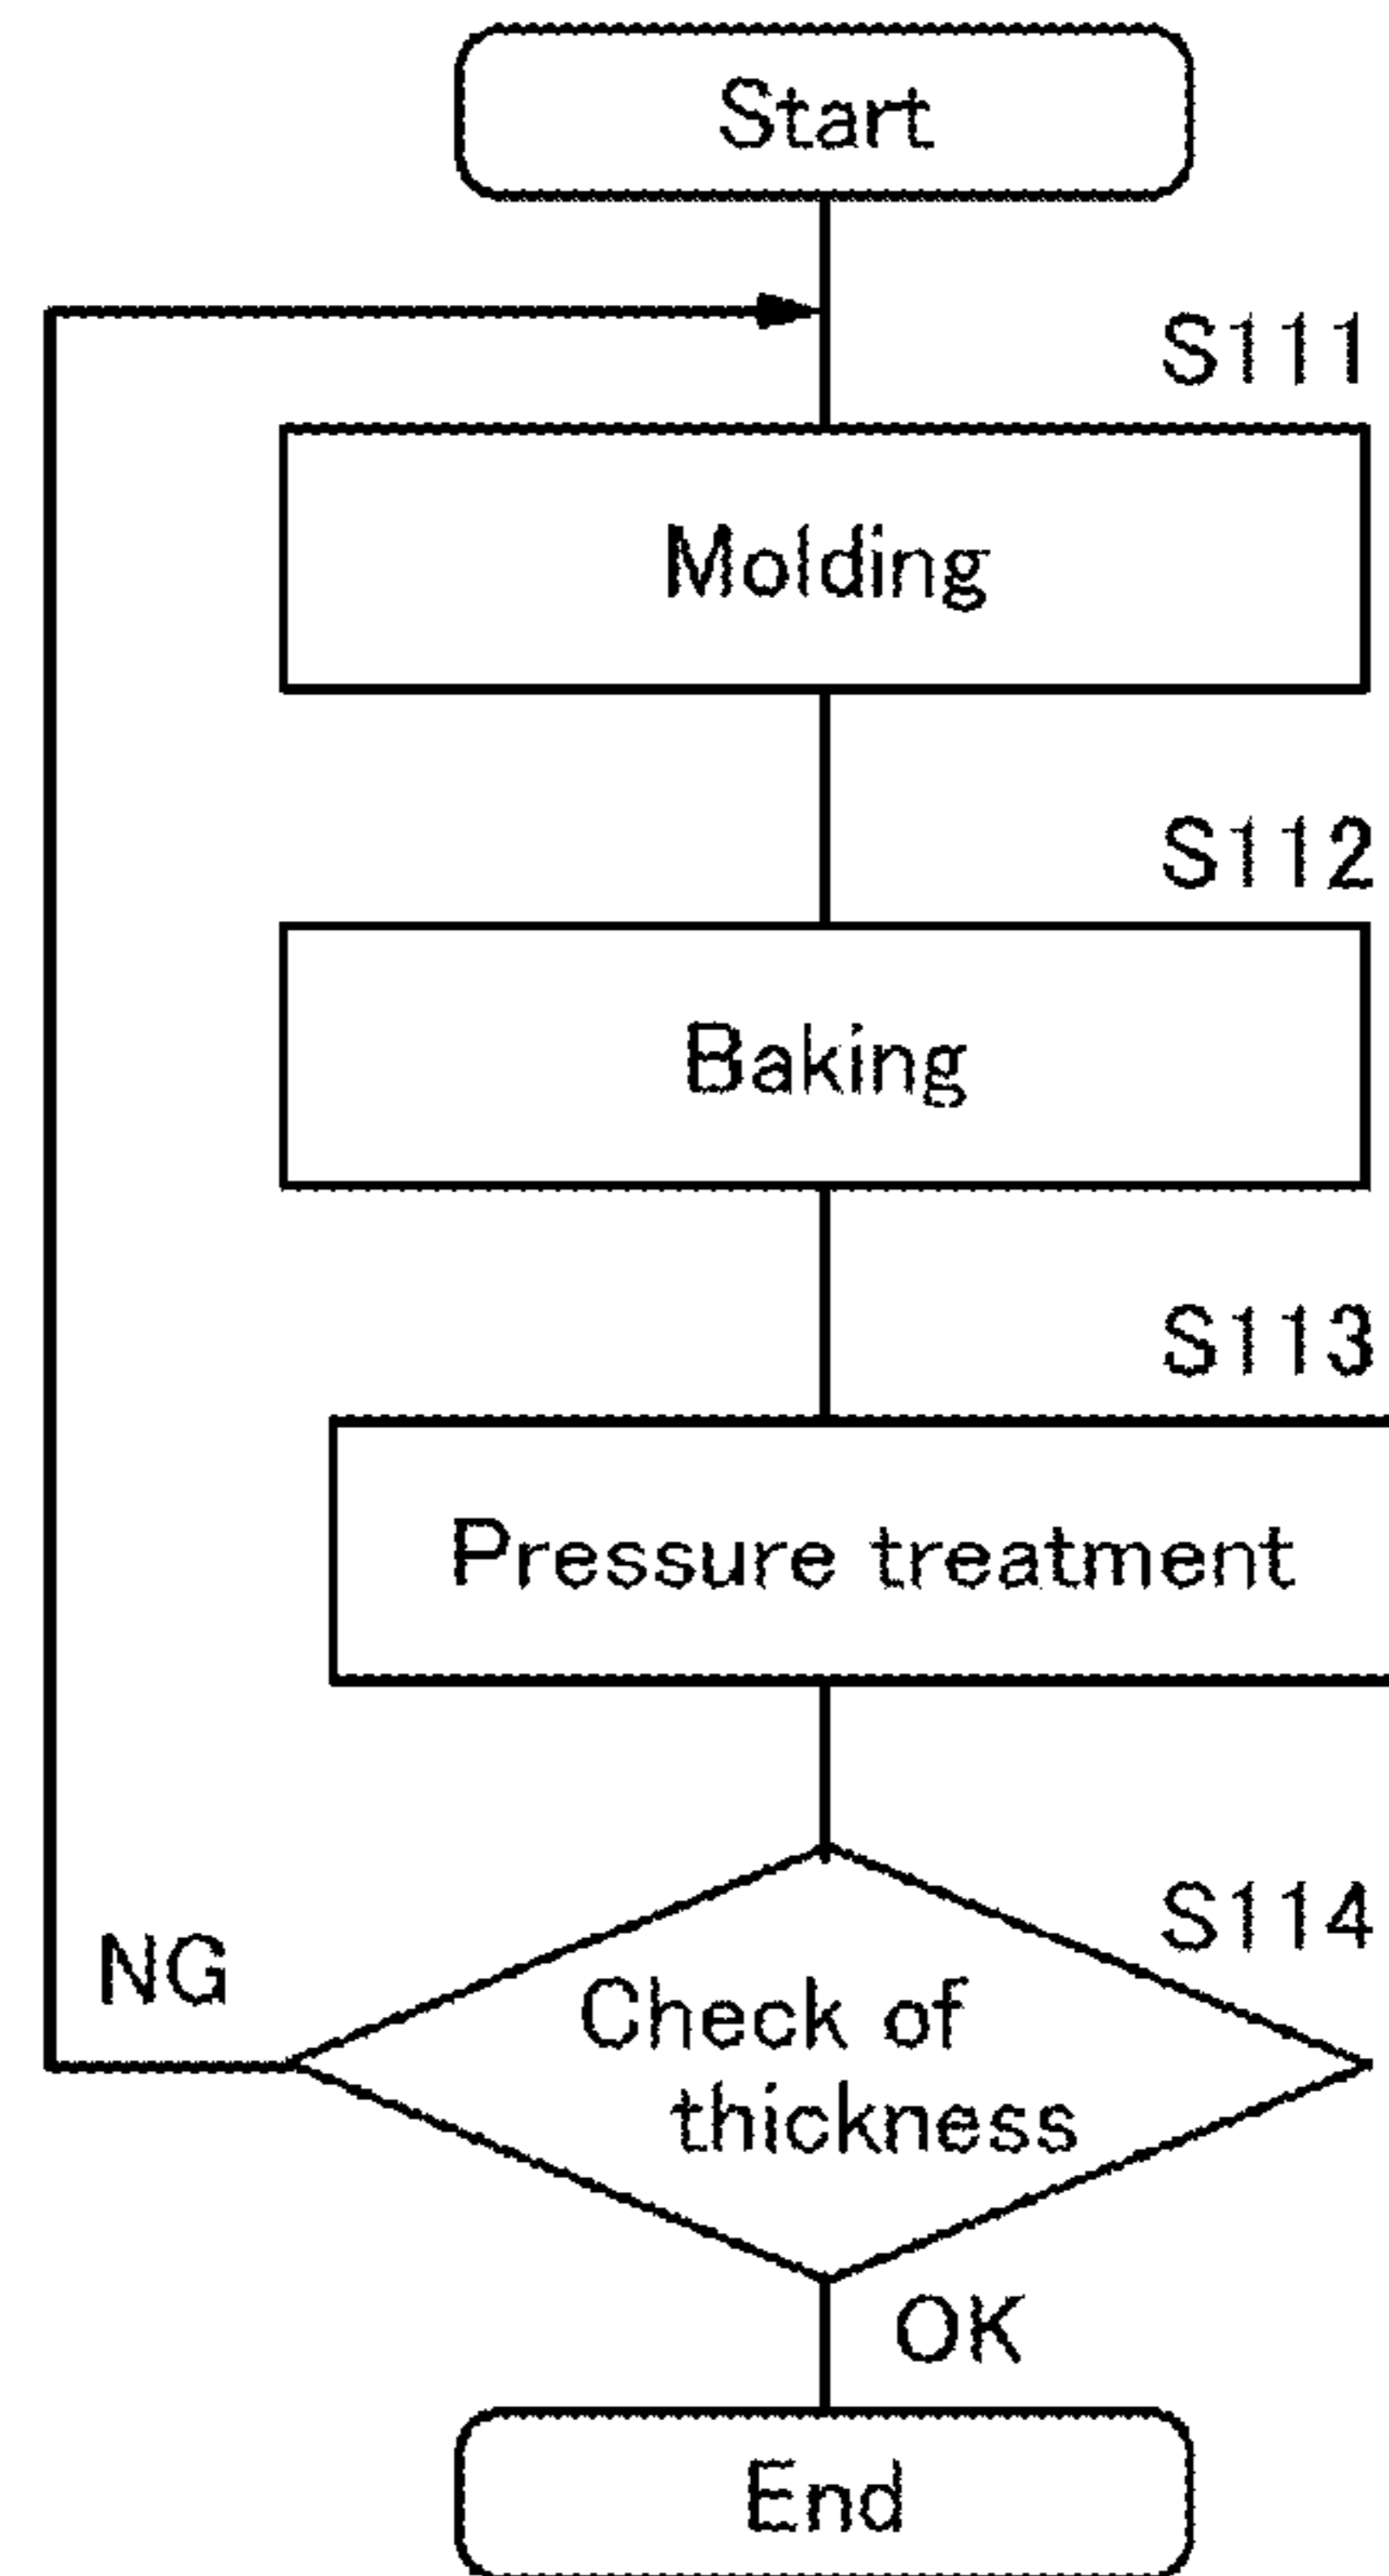 Start
S111
Molding
S112
Baking
S113
Pressure treatment
S114
NG
Check of
thickness
OK
End